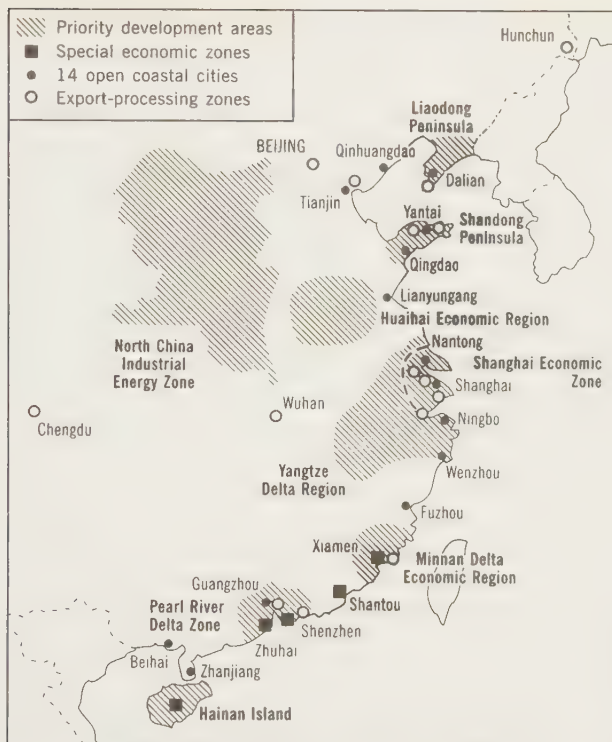 Priority development areas
Special economic zones
14 open coastal cities
Export-processing zones
Hunchun
Liaodong
Peninsula
BEIJING
Qinhuangdao
Dalian
Tianjin
Yantai
Shandong
Peninsula
Qingdao
Lianyungang
Huaihai Economic Region
North China
Industrial
Energy Zone
Nantong
Shanghai Economic
Zone
Shanghai
Wuhan
Chengdu
Ningbo
Yangtze
Delta Region
Wenzhou
Fuzhou
Xiamen
Minnan Delta
Economic Region
Guangzhou
Shantou
Pearl River
Delta Zone
Shenzhen
Zhuhai
Beihai
Zhanjiang
Hainan Island